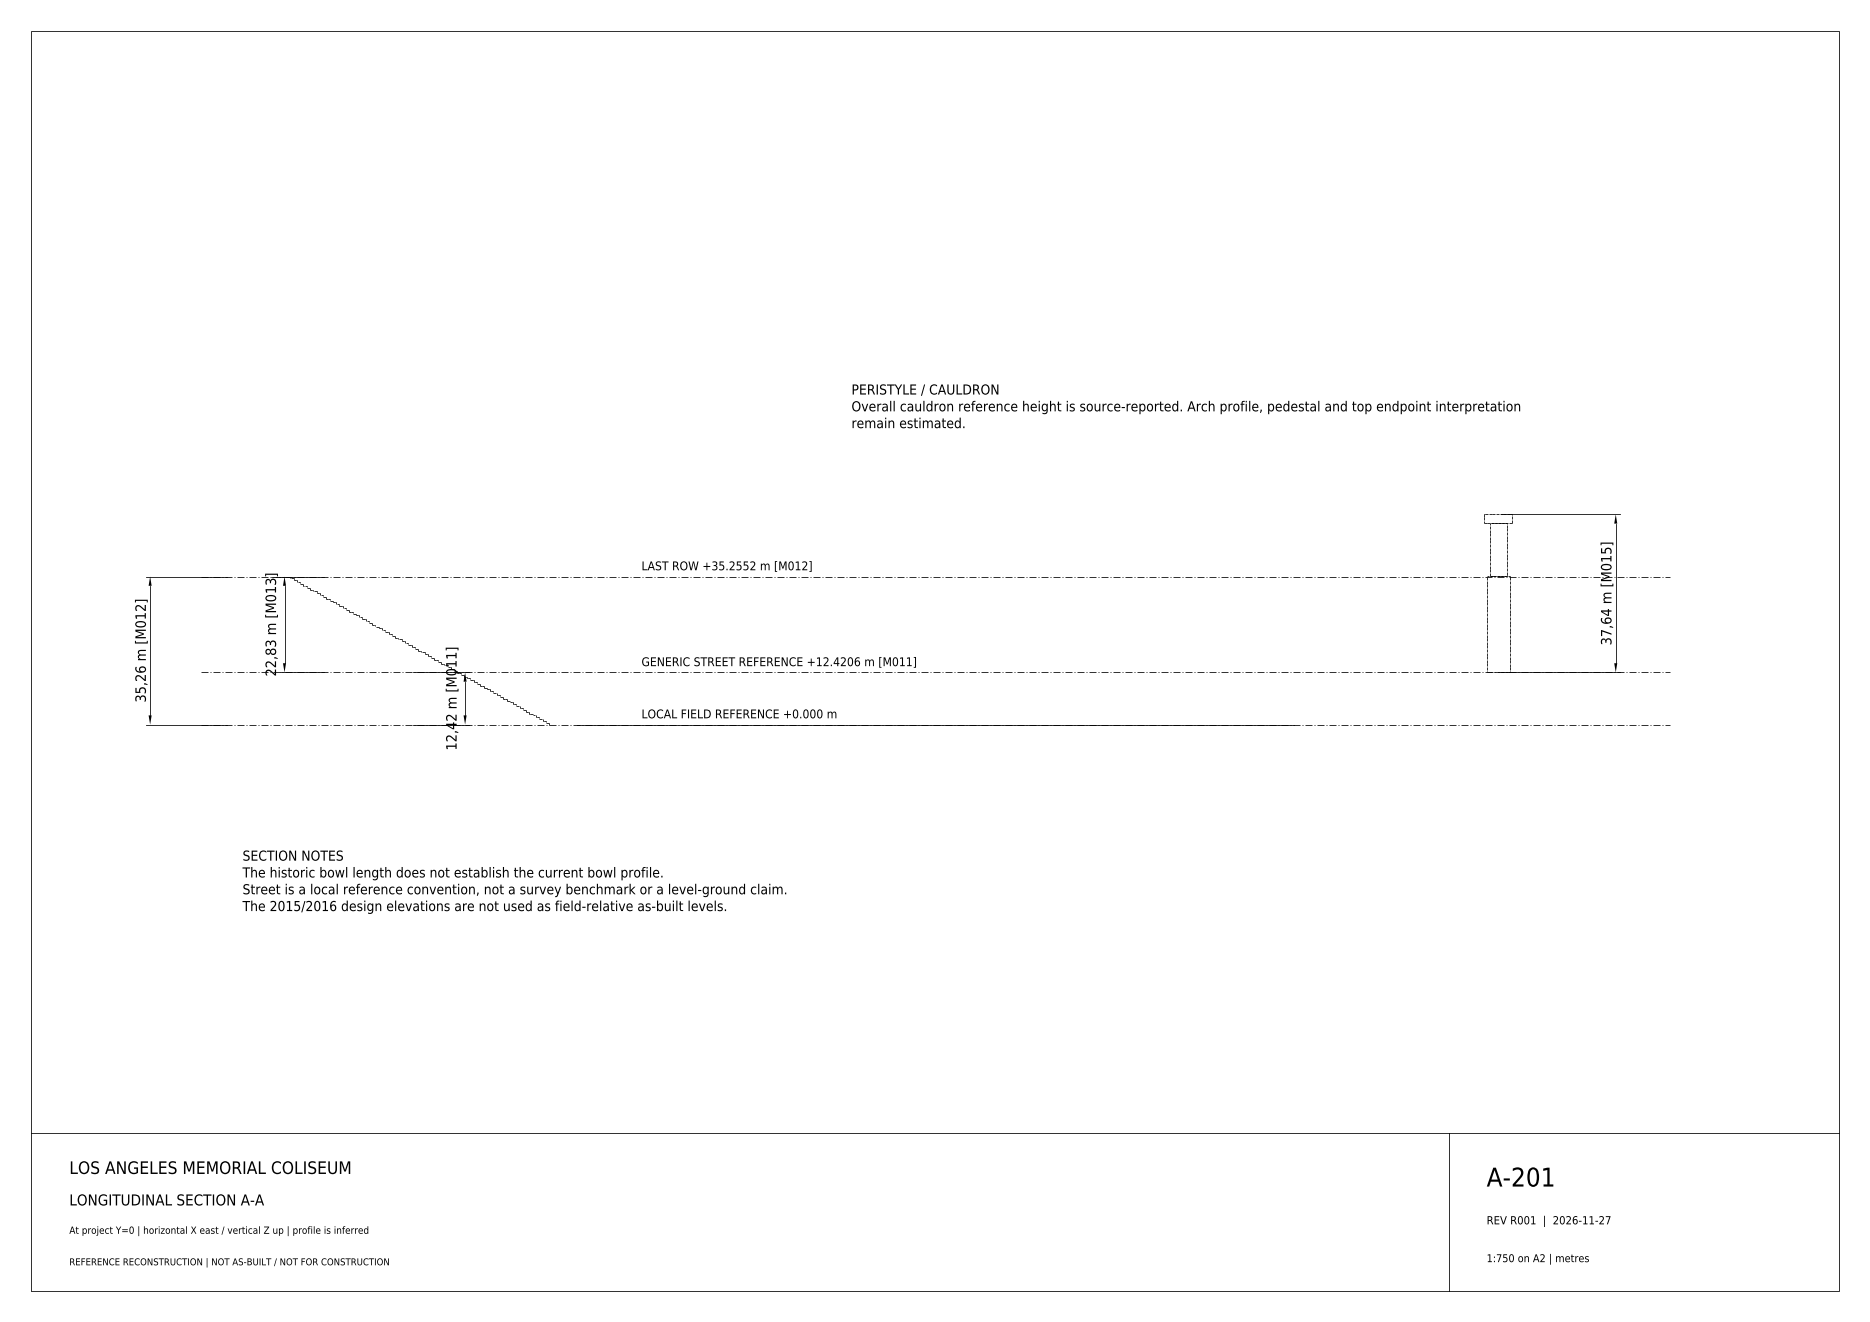 PERISTYLE / CAULDRON
Overall cauldron reference height is source-reported. Arch profile, pedestal and top endpoint interpretation
remain estimated.
LAST ROW +35.2552 m [M012]
35,26 m [M012]
22,83 m [M013]
12,42 m [M011]
37,64 m [M015]
GENERIC STREET REFERENCE +12.4206 m [M011]
LOCAL FIELD REFERENCE +0.000 m
SECTION NOTES
The historic bowl length does not establish the current bowl profile.
Street is a local reference convention, not a survey benchmark or a level-ground claim.
The 2015/2016 design elevations are not used as field-relative as-built levels.
LOS ANGELES MEMORIAL COLISEUM
LONGITUDINAL SECTION A-A
At project Y=0 | horizontal X east / vertical Z up | profile is inferred
REFERENCE RECONSTRUCTION | NOT AS-BUILT / NOT FOR CONSTRUCTION
A-201
REV R001 | 2026-11-27
1:750 on A2 | metres